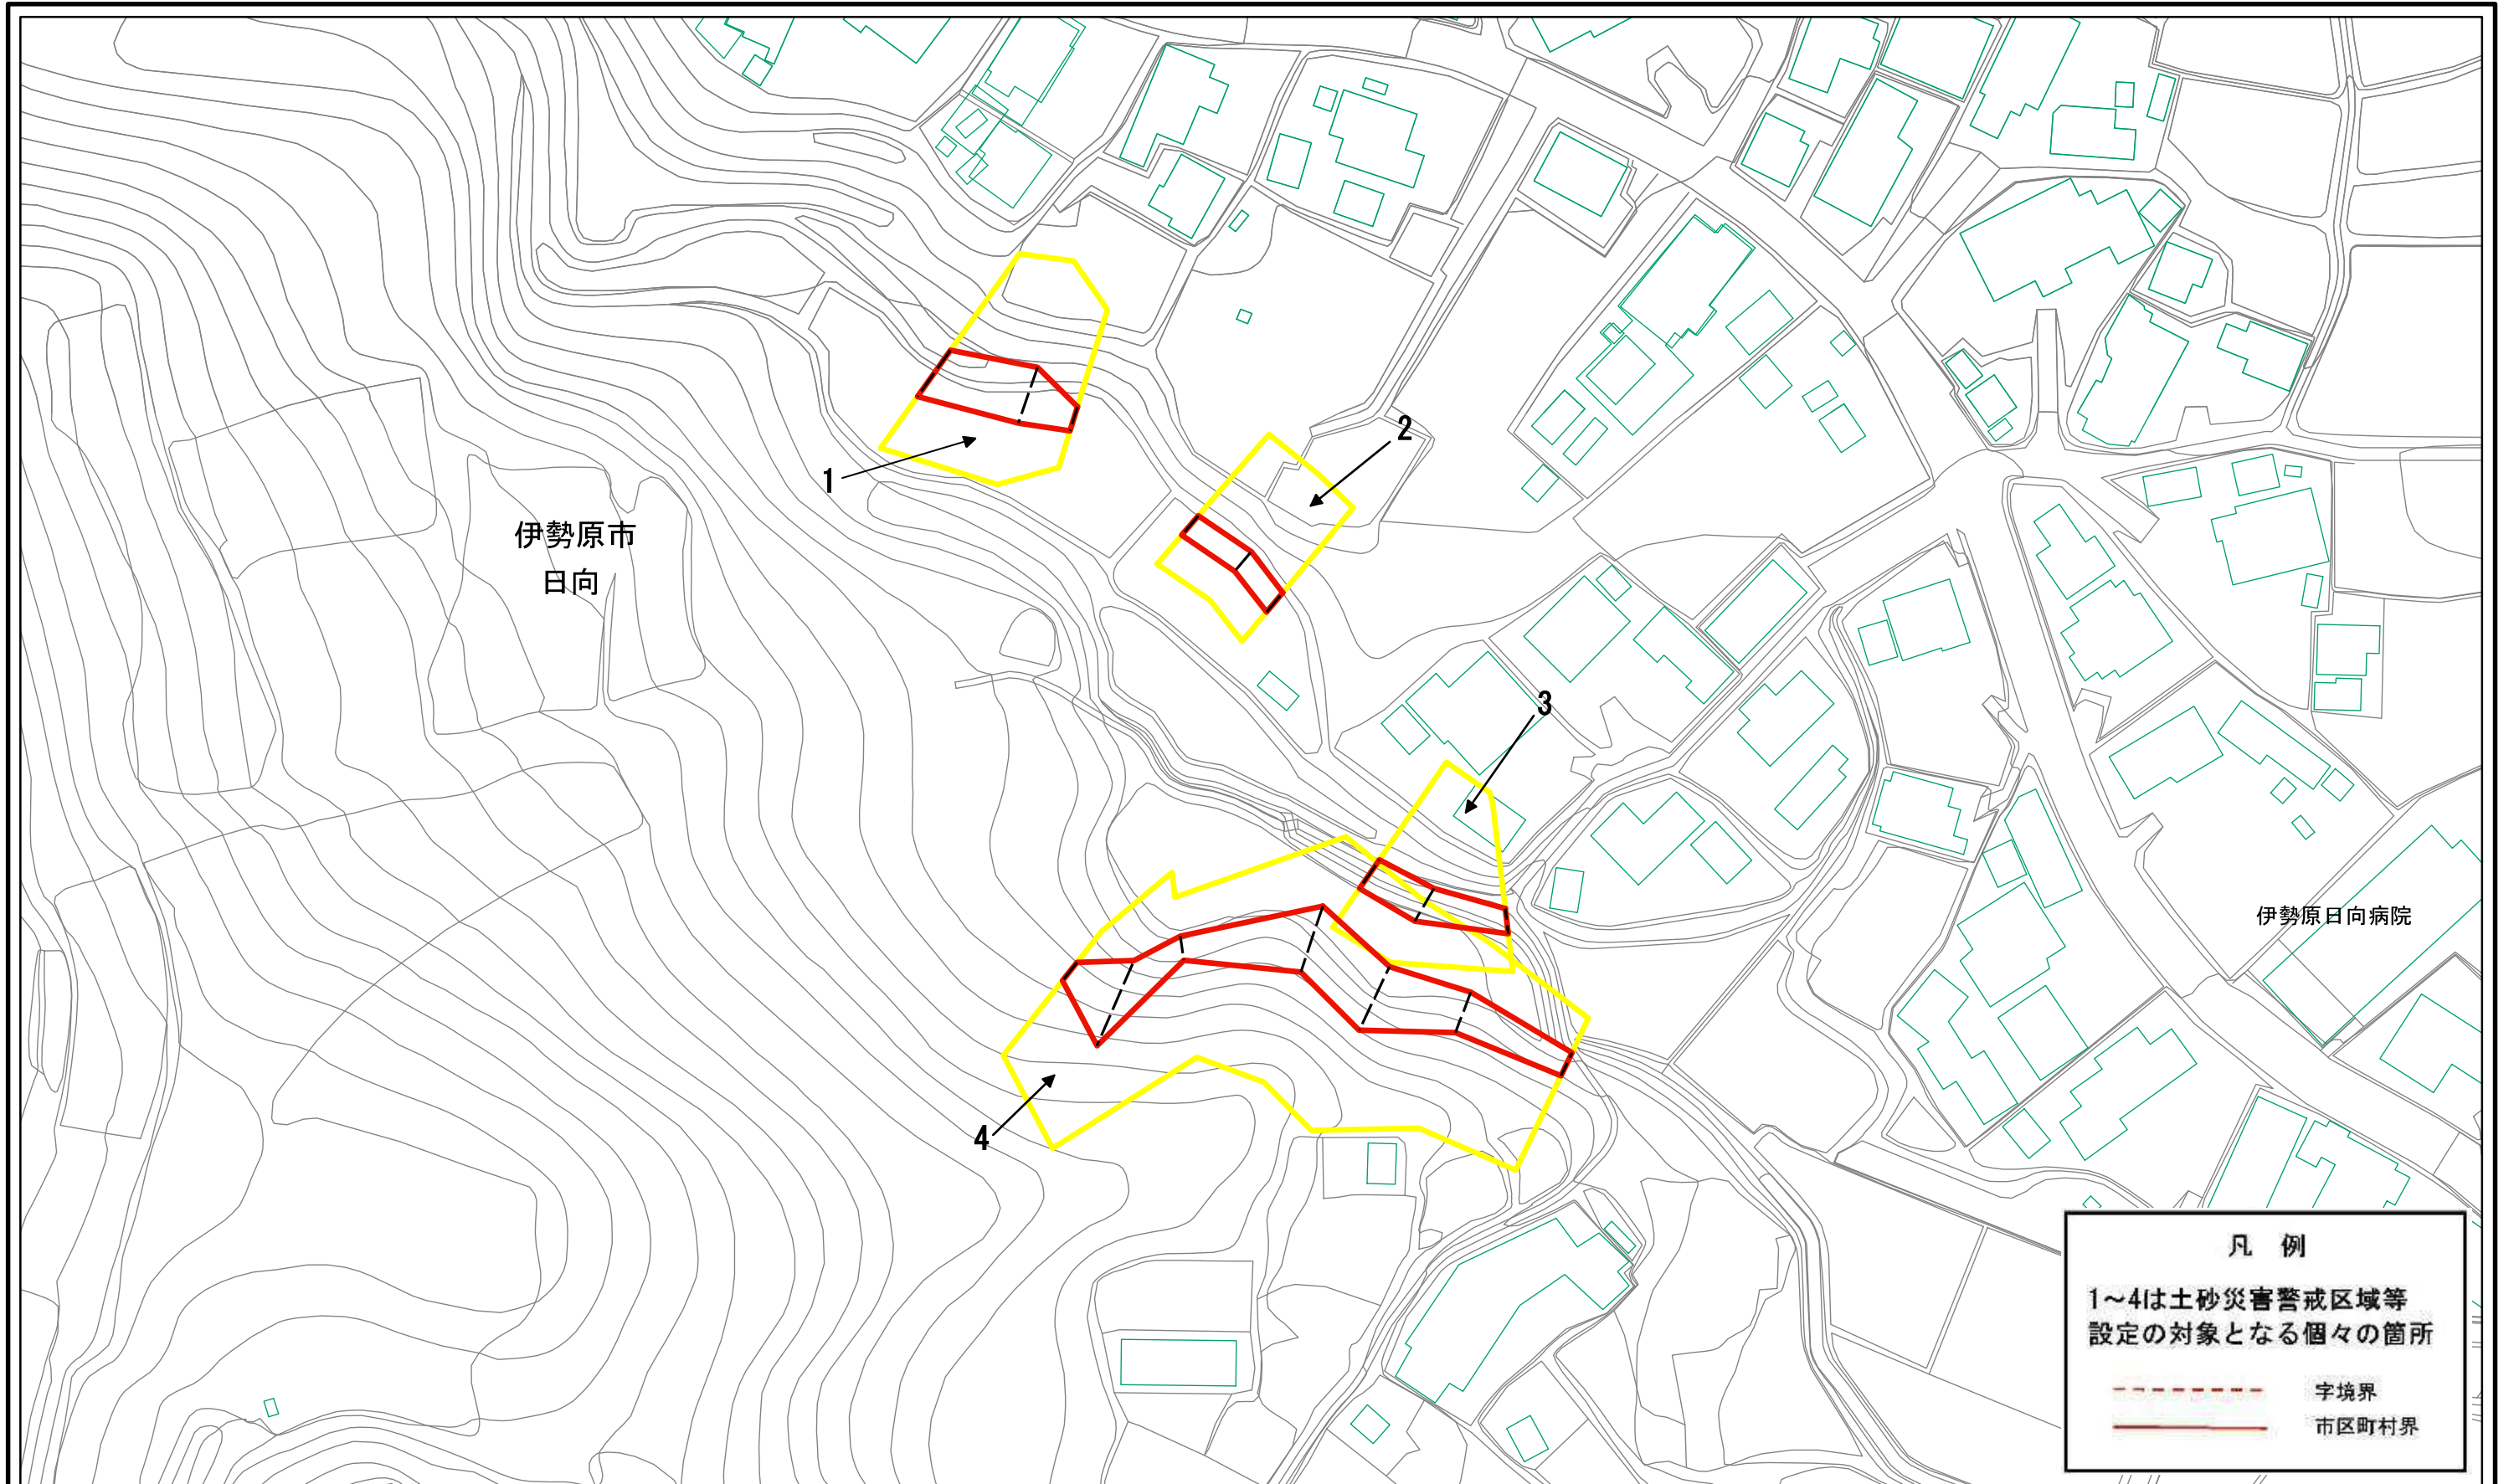 1
2
伊勢原市
日向
3
伊勢原日向病院
4
凡 例
1～4は土砂災害警戒区域等
設定の対象となる個々の箇所
字境界
市区町村界